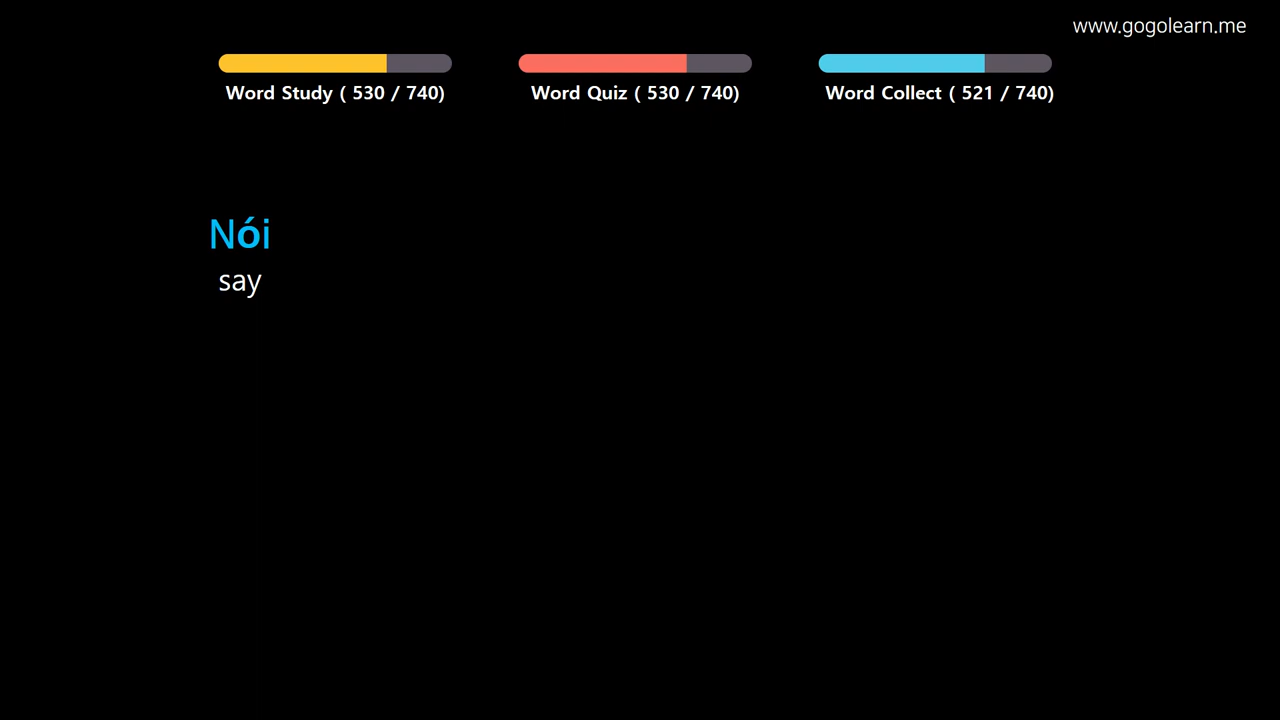 www.gogolearn.me
Word Study ( 530 / 740)
Word Quiz ( 530 / 740)
Word Collect ( 521 / 740)
Nói
say